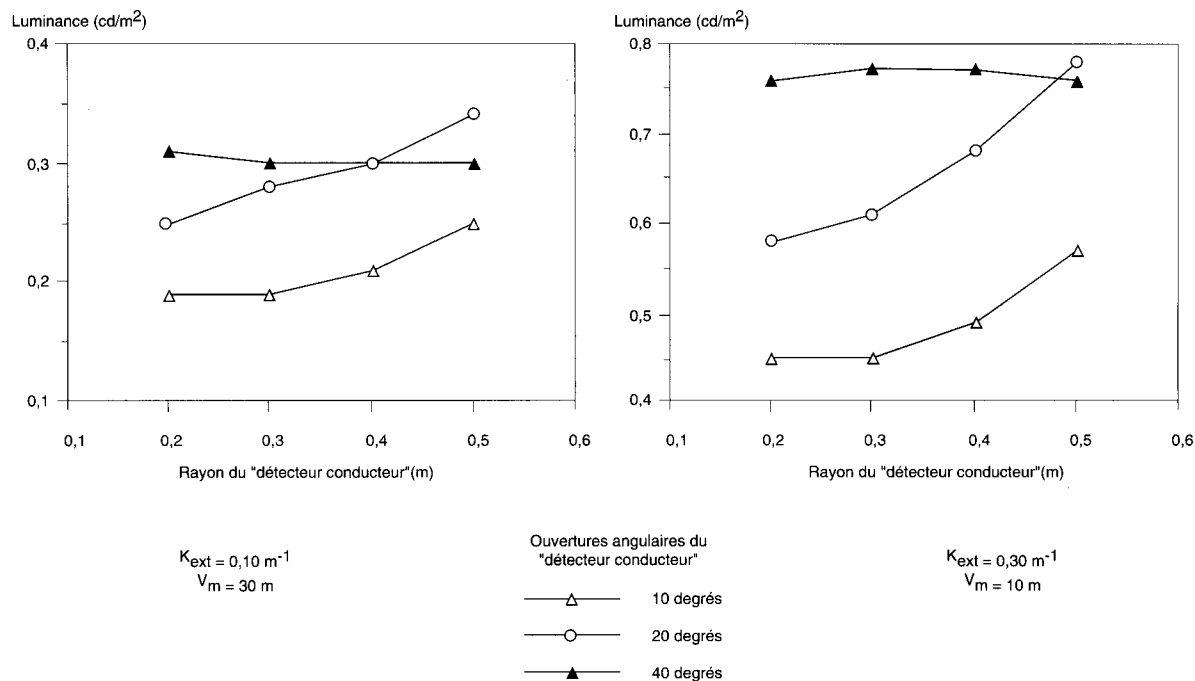 Luminance (cd/m2)
0,4
0,3
0,2
0,1
0,1 0,2 0,3 0,4 0,5 0,6
Rayon du "détecteur conducteur"(m)
Luminance (cd/m2)
0,8
0,7
0,6
0,5
0,4
0,1 0,2 0,3 0,4 0,5 0,6
Rayon du "détecteur conducteur"(m)
Kext = 0,10 m-1
Vm = 30 m
Ouvertures angulaires du
"détecteur conducteur"
10 degrés
20 degrés
40 degrés
Kext = 0,30 m-1
Vm = 10 m